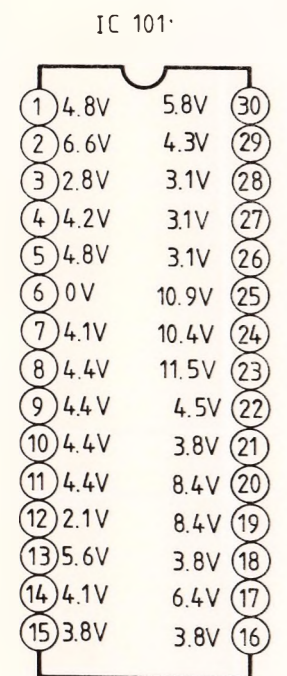 IC 101·
1 4.8V 5.8V 30
2 6.6V 4.3V 29
3 2.8V 3.1V 28
4 4.2V 3.1V 27
5 4.8V 3.1V 26
6 0V 10.9V 25
7 4.1V 10.4V 24
8 4.4V 11.5V 23
9 4.4V 4.5V 22
10 4.4V 3.8V 21
11 4.4V 8.4V 20
12 2.1V 8.4V 19
13 5.6V 3.8V 18
14 4.1V 6.4V 17
15 3.8V 3.8V 16